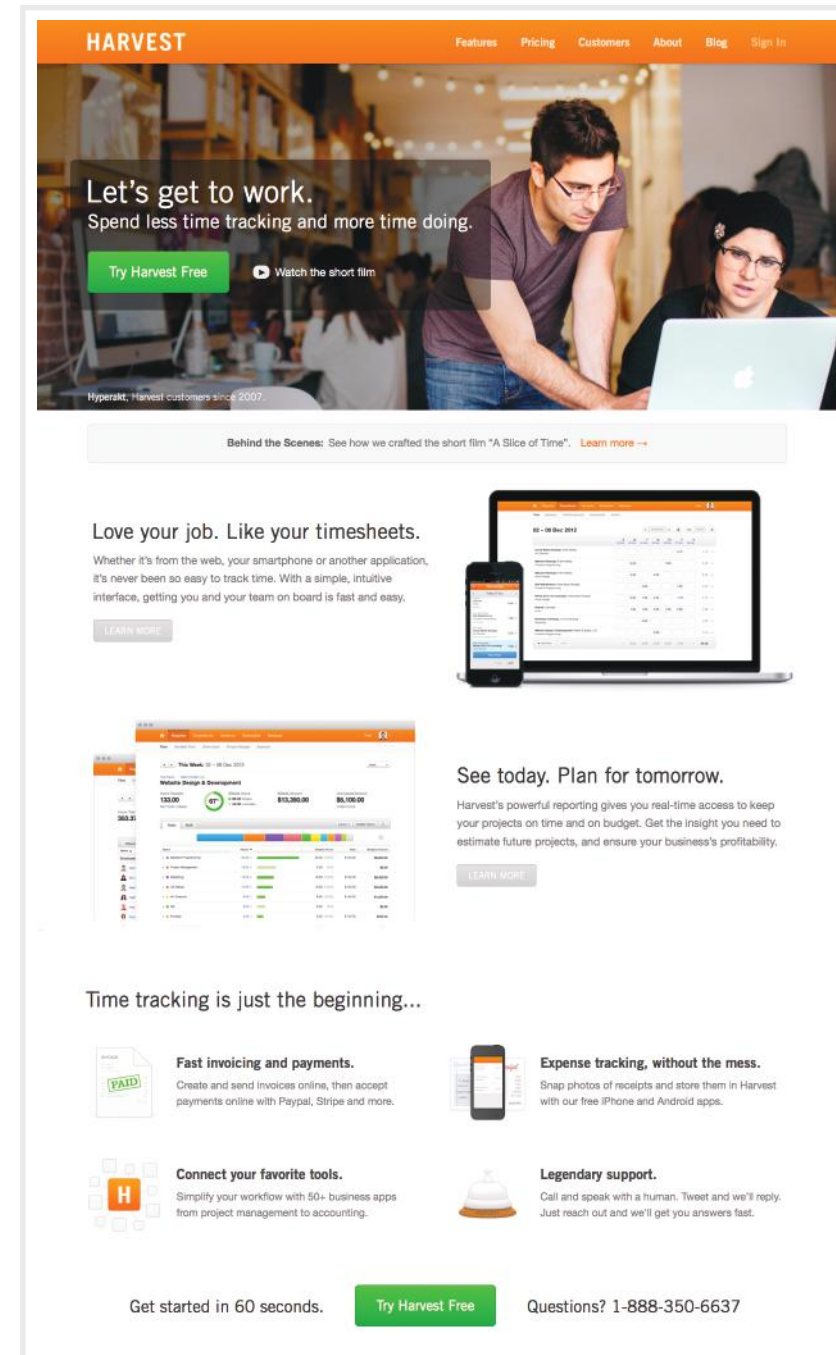 HARVEST
Features Pricing Customers About Blog Sign In
Let's get to work.
Spend less time tracking and more time doing.
Try Harvest Free
Watch the short film
Hyperakt, Harvest customers since 2007.
Behind the Scenes: See how we crafted the short film “A Slice of Time”. Learn more →
Love your job. Like your timesheets.
Whether it's from the web, your smartphone or another application,
it's never been so easy to track time. With a simple, intuitive
interface, getting you and your team on board is fast and easy.
LEARN MORE
02 – 08 Dec 2012
This Week: 02 – 08 Dec 2012
Website Design & Development
133.00
67
$13,360.00
$6,100.00
See today. Plan for tomorrow.
Harvest's powerful reporting gives you real-time access to keep
your projects on time and on budget. Get the insight you need to
estimate future projects, and ensure your business's profitability.
LEARN MORE
Time tracking is just the beginning...
PAID
Fast invoicing and payments.
Create and send invoices online, then accept
payments online with Paypal, Stripe and more.
Expense tracking, without the mess.
Snap photos of receipts and store them in Harvest
with our free iPhone and Android apps.
H
Connect your favorite tools.
Simplify your workflow with 50+ business apps
from project management to accounting.
Legendary support.
Call and speak with a human. Tweet and we'll reply.
Just reach out and we'll get you answers fast.
Get started in 60 seconds.
Try Harvest Free
Questions? 1-888-350-6637